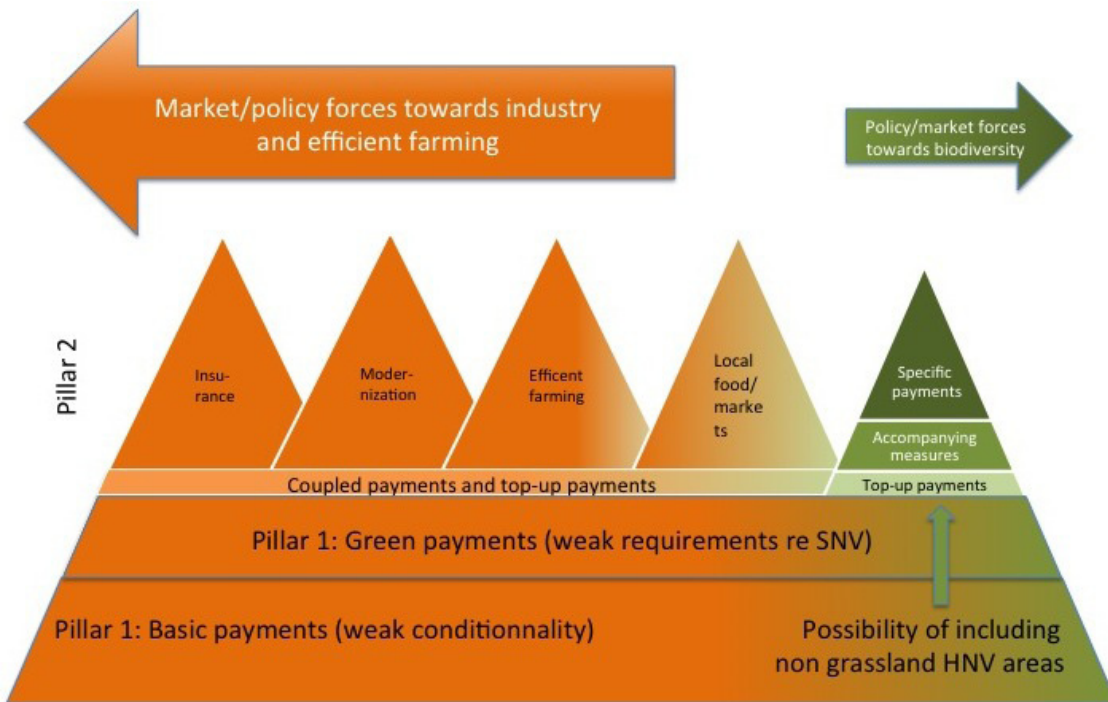 Market/policy forces towards industry
and efficient farming
Policy/market forces
towards biodiversity
Pillar 2
Insu-
rance
Moder-
nization
Efficent
farming
Local
food/
marke
ts
Specific
payments
Accompanying
measures
Coupled payments and top-up payments
Top-up payments
Pillar 1: Green payments (weak requirements re SNV)
Pillar 1: Basic payments (weak conditionnality)
Possibility of including
non grassland HNV areas